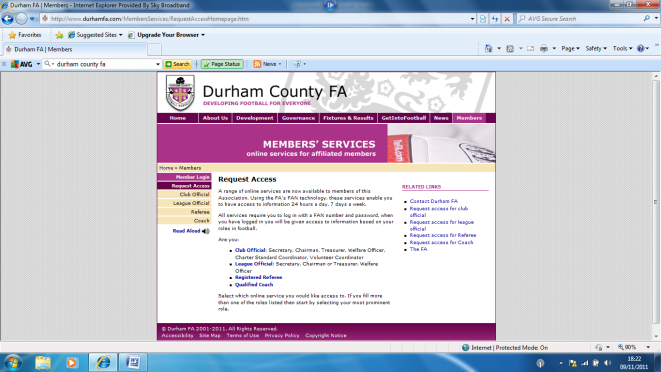 Durham FA | Members - Internet Explorer Provided By Sky Broadband
http://www.durhamfa.com/MembersServices/RequestAccessHomepage.htm
AVG Secure Search
Favorites Suggested Sites Upgrade Your Browser
Durham FA | Members
Page Safety Tools
AVG durham county fa Search Page Status News
Durham County FA
DEVELOPING FOOTBALL FOR EVERYONE
Home About Us Development Governance Fixtures & Results GetIntoFootball News Members
MEMBERS' SERVICES
online services for affiliated members
Home » Members
Member Login
Request Access
Club Official
League Official
Referee
Coach
Read Aloud
Request Access
A range of online services are now available to members of this
Association. Using the FA's FAN technology, these services enable you
to have access to information 24 hours a day, 7 days a week.
All services require you to log in with a FAN number and password, when
you have logged in you will be given access to information based on your
roles in football.
Are you:
Club Official: Secretary, Chairman, Treasurer, Welfare Officer,
Charter Standard Coordinator, Volunteer Coordinator
League Official: Secretary, Chairman or Treasurer, Welfare
Officer
Registered Referee
Qualified Coach
Select which online service you would like access to. If you fill more
than one of the roles listed then start by selecting your most prominent
role.
RELATED LINKS
Contact Durham FA
Request access for club
official
Request access for league
official
Request access for Referee
Request access for Coach
The FA
© Durham FA 2001-2011. All Rights Reserved.
Accessibility Site Map Terms of Use Privacy Policy Copyright Notice
Internet | Protected Mode: On
90%
18:22
09/11/2011